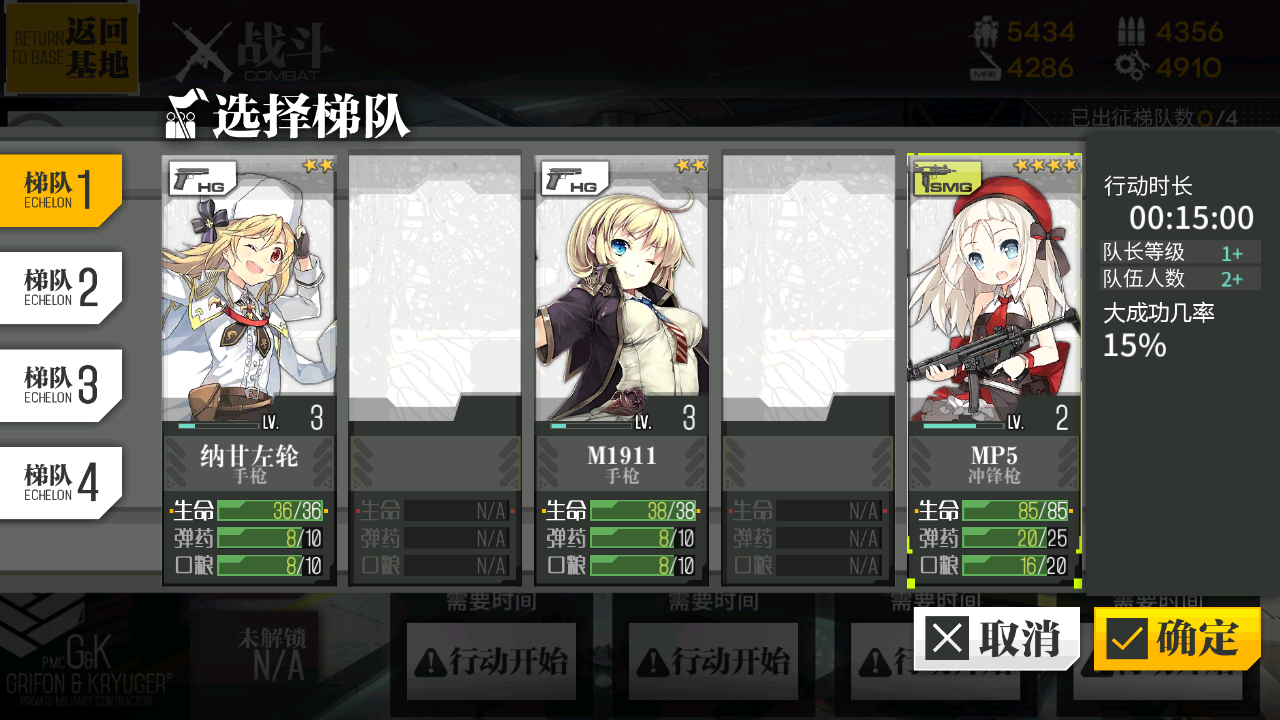 RETURN
TO BASE
返回
基地
战斗
COMBAT
5434
4356
4286
4910
已出征梯队数0/4
选择梯队
梯队
ECHELON
1
梯队
ECHELON
2
梯队
ECHELON
3
梯队
ECHELON
4
HG
LV. 3
纳甘左轮
手枪
生命 36/36
弹药 8/10
口粮 8/10
生命 N/A
弹药 N/A
口粮 N/A
HG
LV. 3
M1911
手枪
生命 38/38
弹药 8/10
口粮 8/10
生命 N/A
弹药 N/A
口粮 N/A
SMG
LV. 2
MP5
冲锋枪
生命 85/85
弹药 20/25
口粮 16/20
行动时长
00:15:00
队长等级 1+
队伍人数 2+
大成功几率
15%
需要时间
需要时间
需要时间
需要时间
未解锁
N/A
行动开始
行动开始
取消
确定
PMC G&K
GRIFON & KRYUGER
PRIVATE MILITARY CONTRACTOR